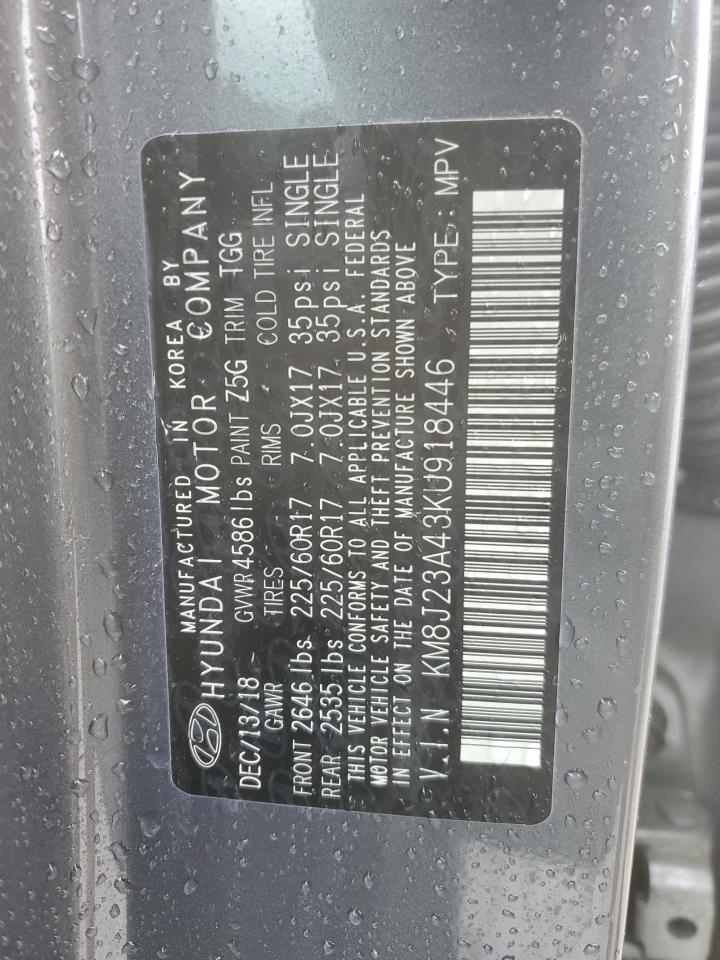 MANUFACTURED IN KOREA BY
HYUNDAI MOTOR COMPANY
DEC/13/18 GVWR 4586 lbs PAINT Z5G TRIM TGG
GAWR TIRES RIMS COLD TIRE INFL
FRONT 2646 lbs 225/60R17 7.0JX17 35psi SINGLE
REAR 2535 lbs 225/60R17 7.0JX17 35psi SINGLE
THIS VEHICLE CONFORMS TO ALL APPLICABLE U.S.A. FEDERAL
MOTOR VEHICLE SAFETY AND THEFT PREVENTION STANDARDS
IN EFFECT ON THE DATE OF MANUFACTURE SHOWN ABOVE
V.I.N KM8J23A43KU918446 TYPE: MPV